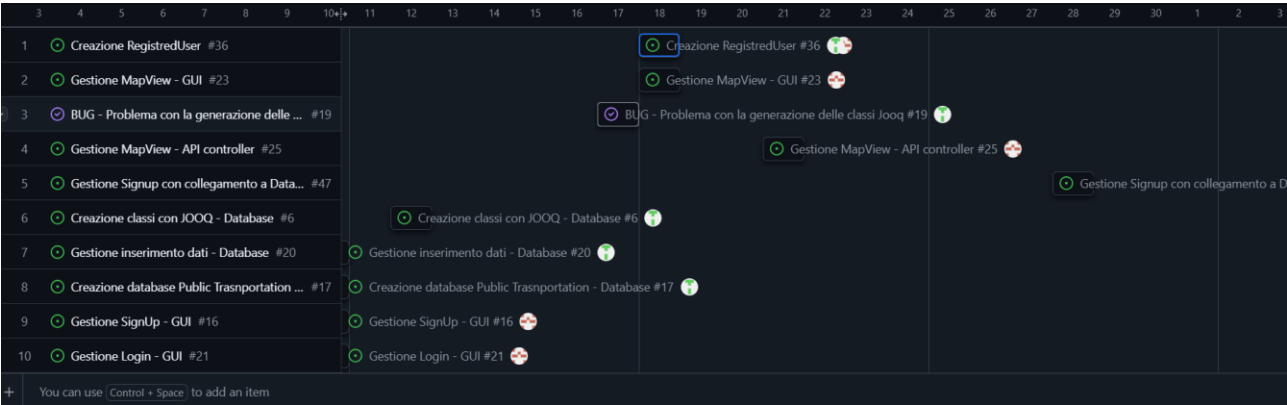 3 4 5 6 7 8 9 10 11 12 13 14 15 16 17 18 19 20 21 22 23 24 25 26 27 28 29 30 1 2 3
1 Creazione RegistredUser #36 Creazione RegistredUser #36
2 Gestione MapView - GUI #23 Gestione MapView - GUI #23
3 BUG - Problema con la generazione delle ... #19 BUG - Problema con la generazione delle classi Jooq #19
4 Gestione MapView - API controller #25 Gestione MapView - API controller #25
5 Gestione Signup con collegamento a Data... #47 Gestione Signup con collegamento a D
6 Creazione classi con JOOQ - Database #6 Creazione classi con JOOQ - Database #6
7 Gestione inserimento dati - Database #20 Gestione inserimento dati - Database #20
8 Creazione database Public Trasnportation ... #17 Creazione database Public Trasnportation - Database #17
9 Gestione SignUp - GUI #16 Gestione SignUp - GUI #16
10 Gestione Login - GUI #21 Gestione Login - GUI #21
+ You can use Control + Space to add an item